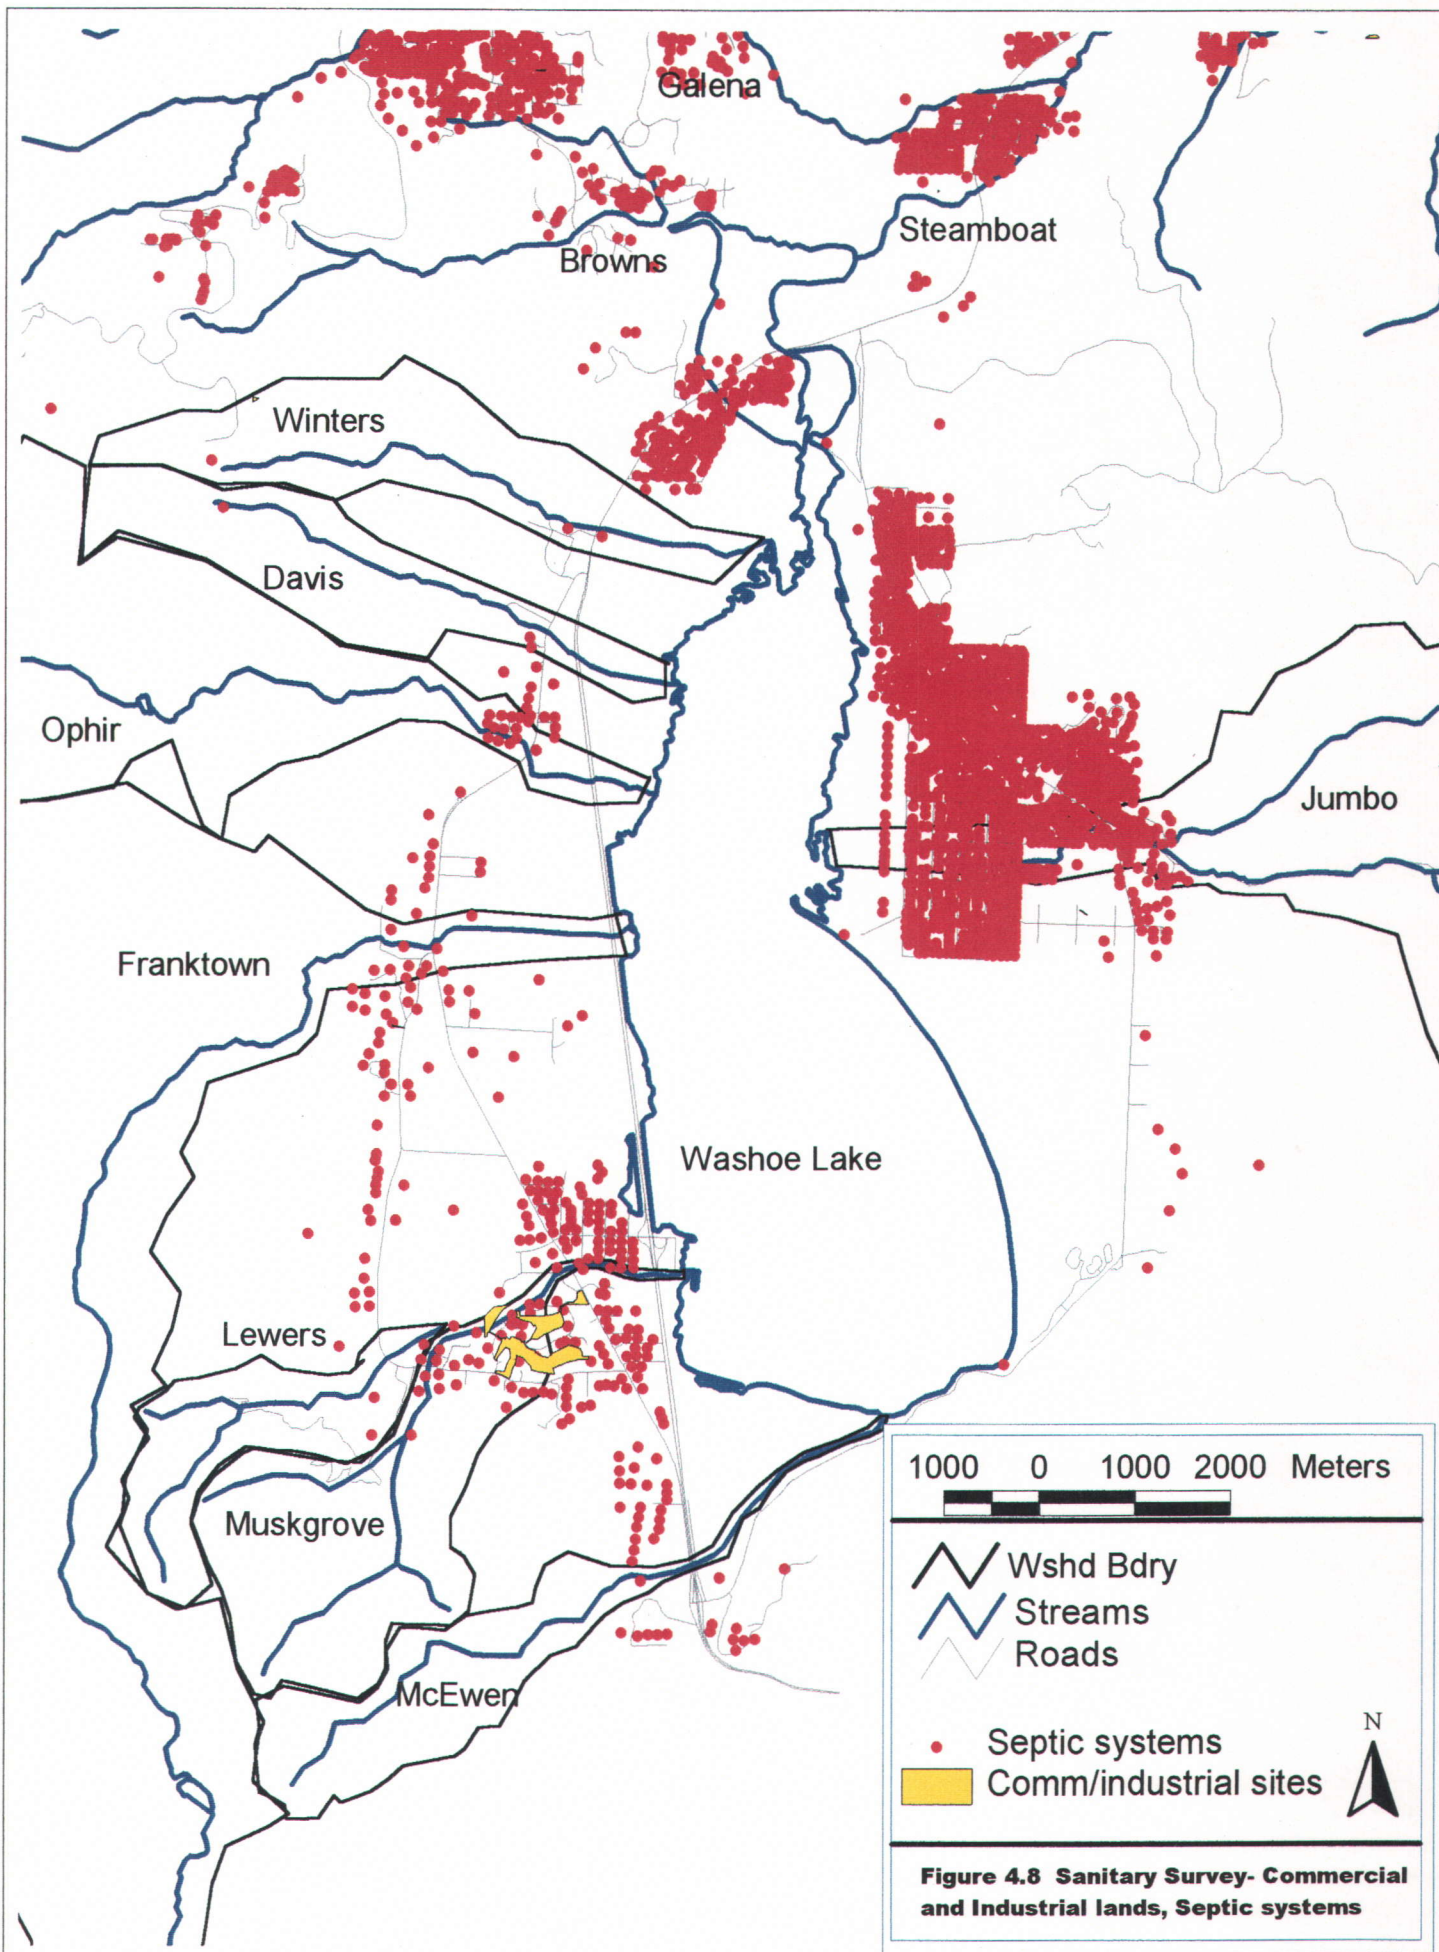 Galena
Steamboat
Browns
Winters
Davis
Ophir
Jumbo
Franktown
Washoe Lake
Lewers
Muskgrove
McEwen
1000 0 1000 2000 Meters
Wshd Bdry
Streams
Roads
N
Septic systems
Comm/industrial sites
Figure 4.8 Sanitary Survey- Commercial
and Industrial lands, Septic systems